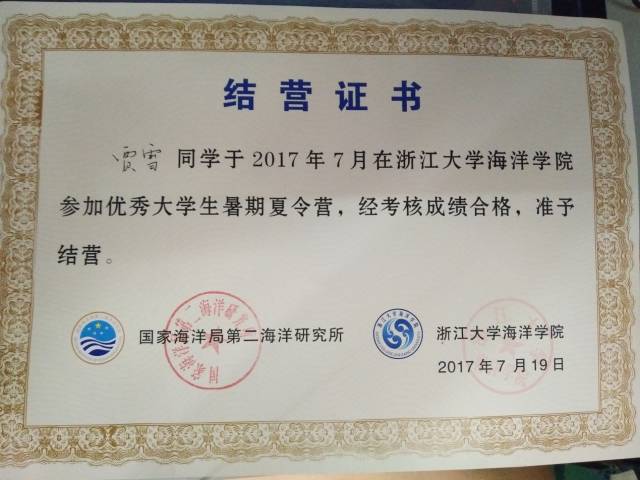 结营证书
贾雪 同学于 2017 年 7 月在浙江大学海洋学院
参加优秀大学生暑期夏令营，经考核成绩合格，准予
结营。
国家海洋局第二海洋研究所
浙江大学海洋学院
2017 年 7 月 19 日